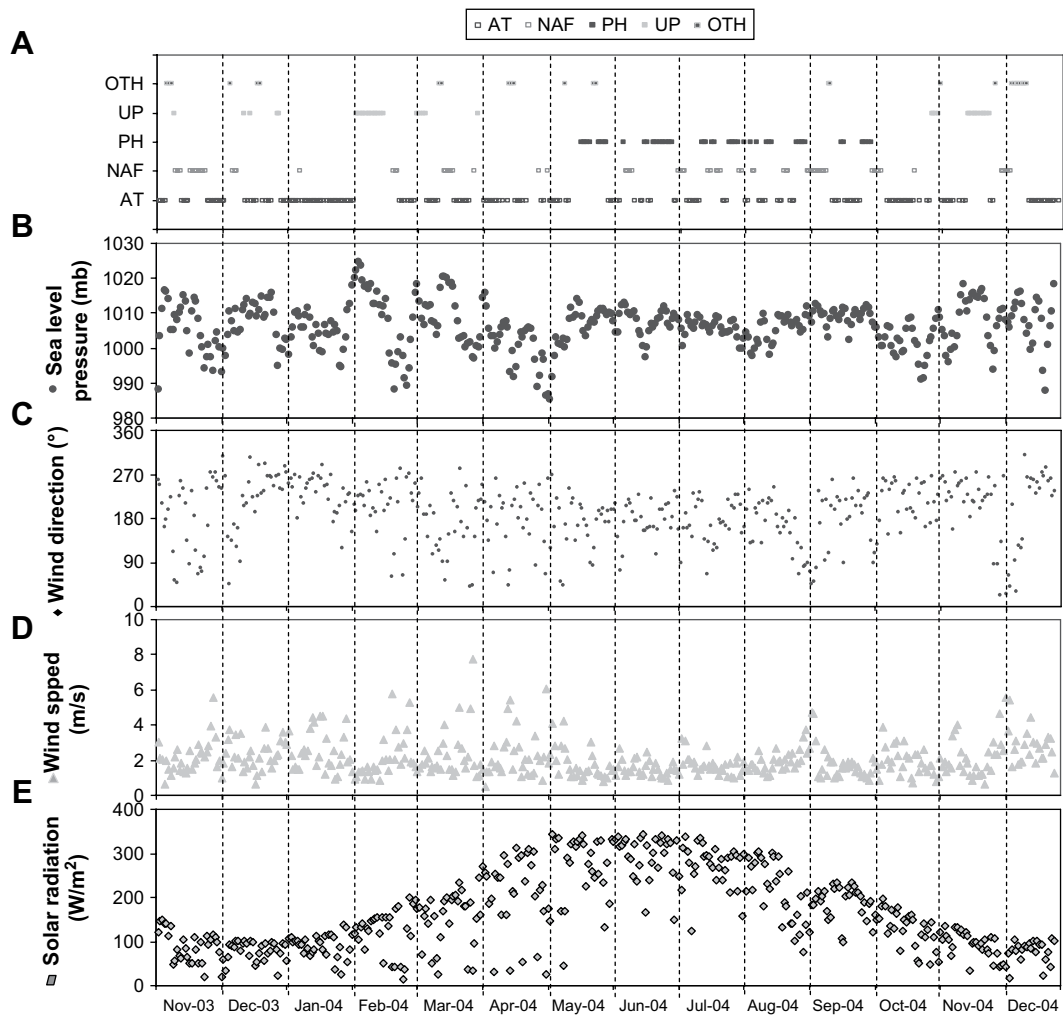 AT NAF PH UP OTH
A
OTH
UP
PH
NAF
AT
B
Sea level
pressure (mb)
1030
1020
1010
1000
990
980
C
Wind direction (°)
360
270
180
90
0
D
Wind spped
(m/s)
10
8
6
4
2
0
E
Solar radiation
(W/m²)
400
300
200
100
0
Nov-03 Dec-03 Jan-04 Feb-04 Mar-04 Apr-04 May-04 Jun-04 Jul-04 Aug-04 Sep-04 Oct-04 Nov-04 Dec-04